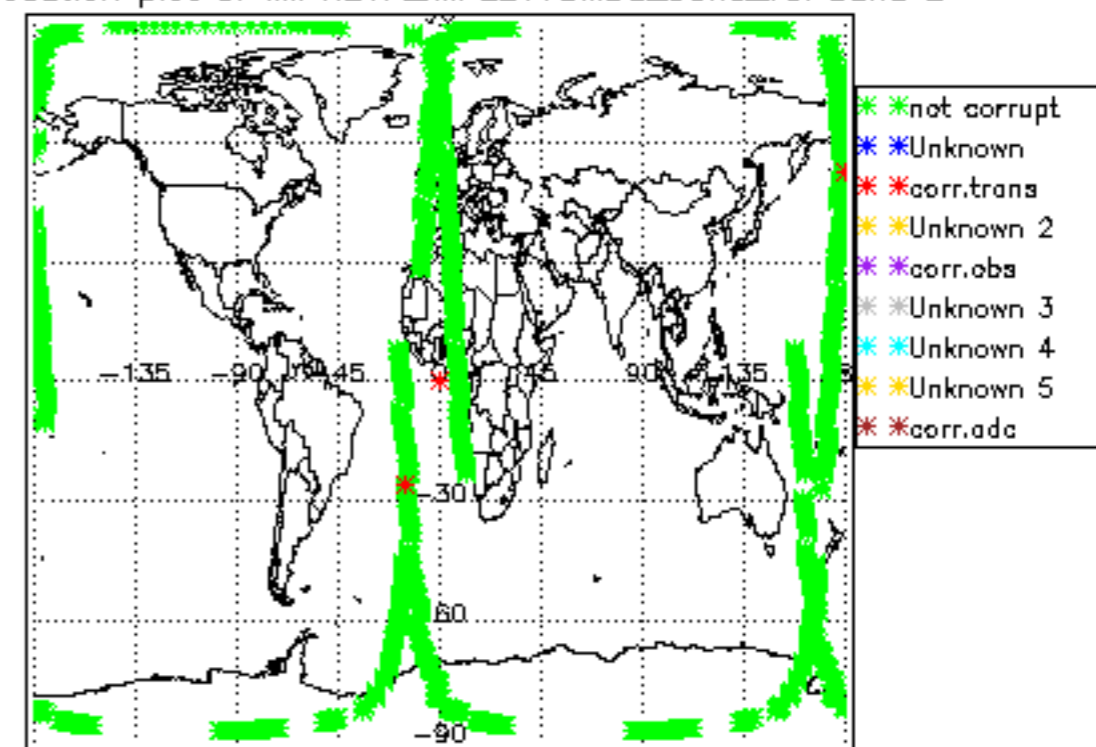 not corrupt
Unknown
corr.trans
Unknown 2
corr.obs
Unknown 3
Unknown 4
Unknown 5
corr.adc
-135 -90 45 45 90 135
-30
60
-90